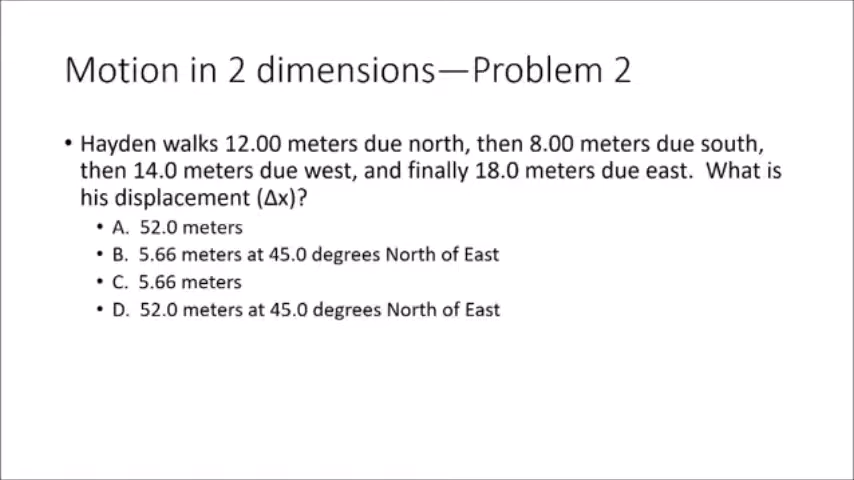 Motion in 2 dimensions—Problem 2
• Hayden walks 12.00 meters due north, then 8.00 meters due south,
then 14.0 meters due west, and finally 18.0 meters due east.  What is
his displacement (Δx)?
• A.  52.0 meters
• B.  5.66 meters at 45.0 degrees North of East
• C.  5.66 meters
• D.  52.0 meters at 45.0 degrees North of East